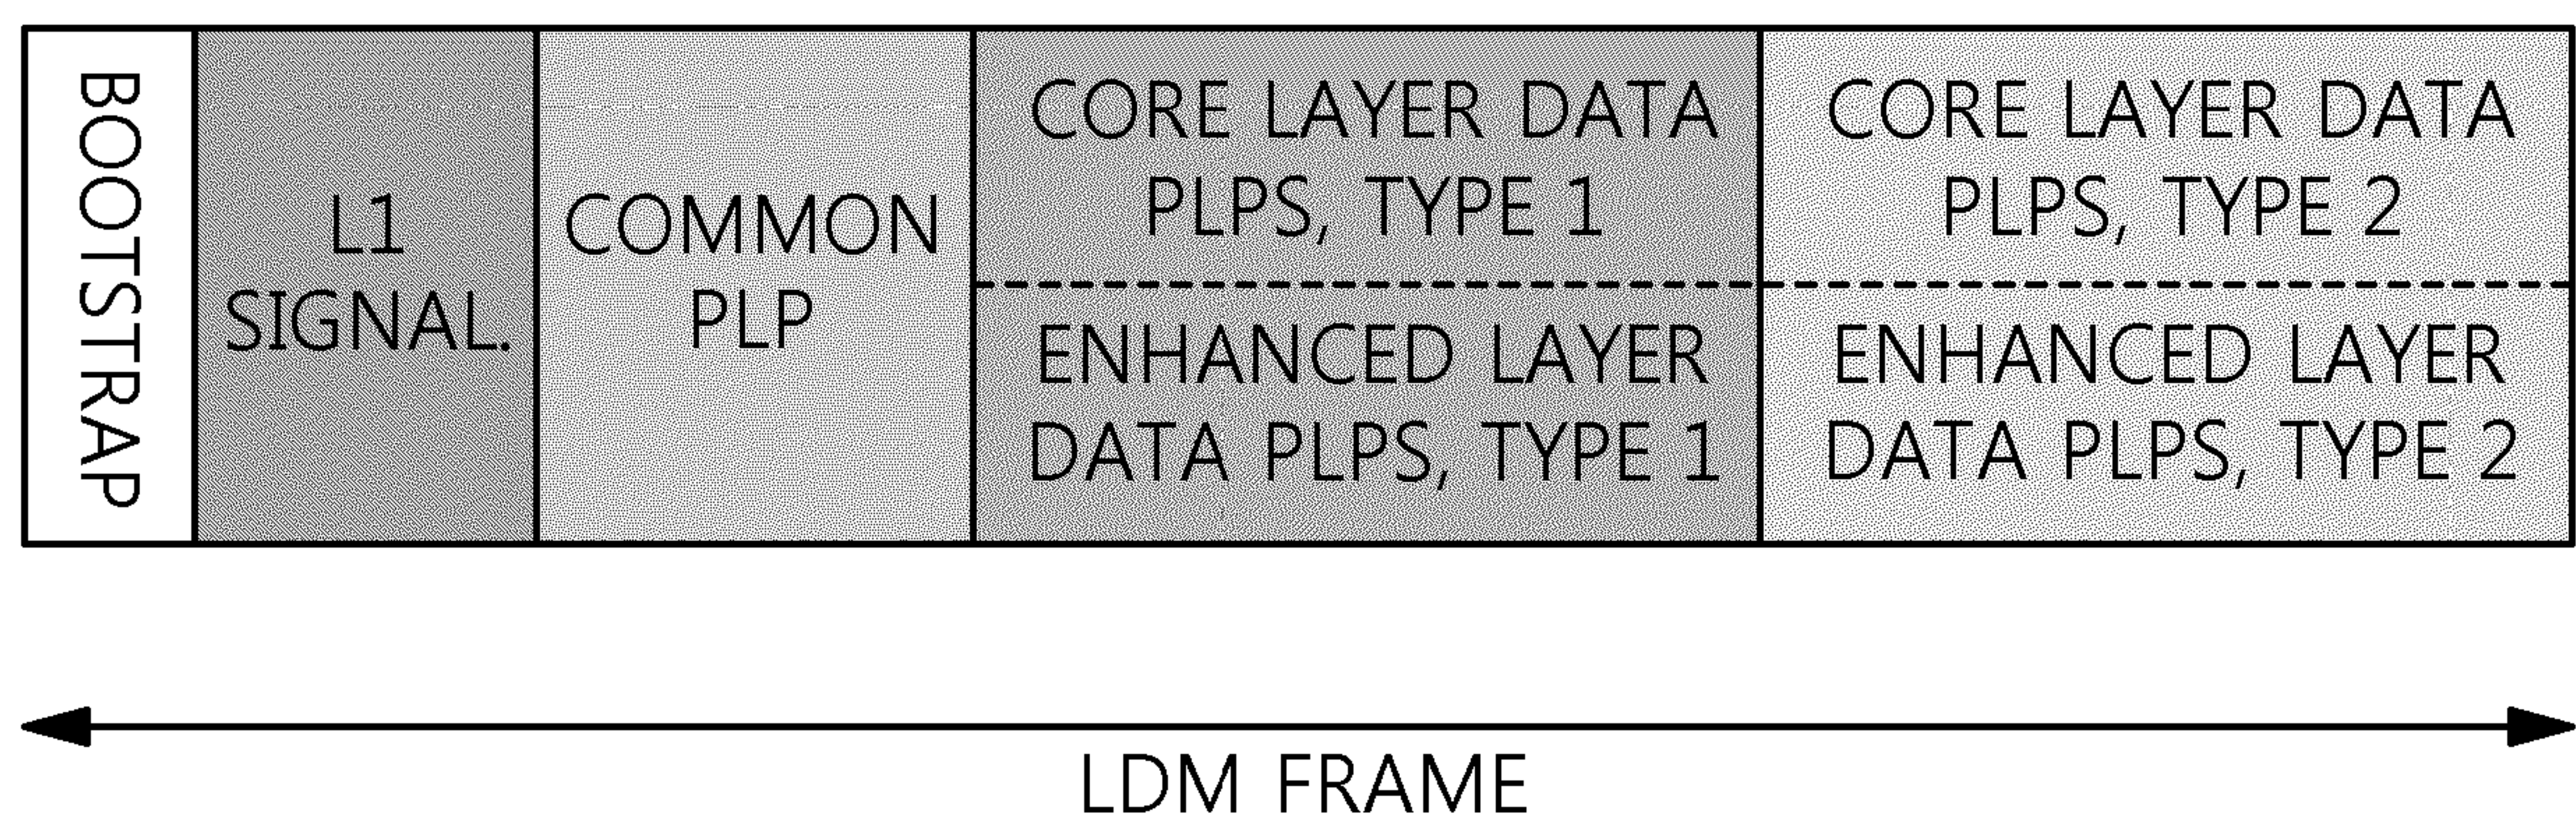 BOOTSTRAP
L1
SIGNAL.
COMMON
PLP
CORE LAYER DATA
PLPS, TYPE 1
ENHANCED LAYER
DATA PLPS, TYPE 1
CORE LAYER DATA
PLPS, TYPE 2
ENHANCED LAYER
DATA PLPS, TYPE 2
LDM FRAME